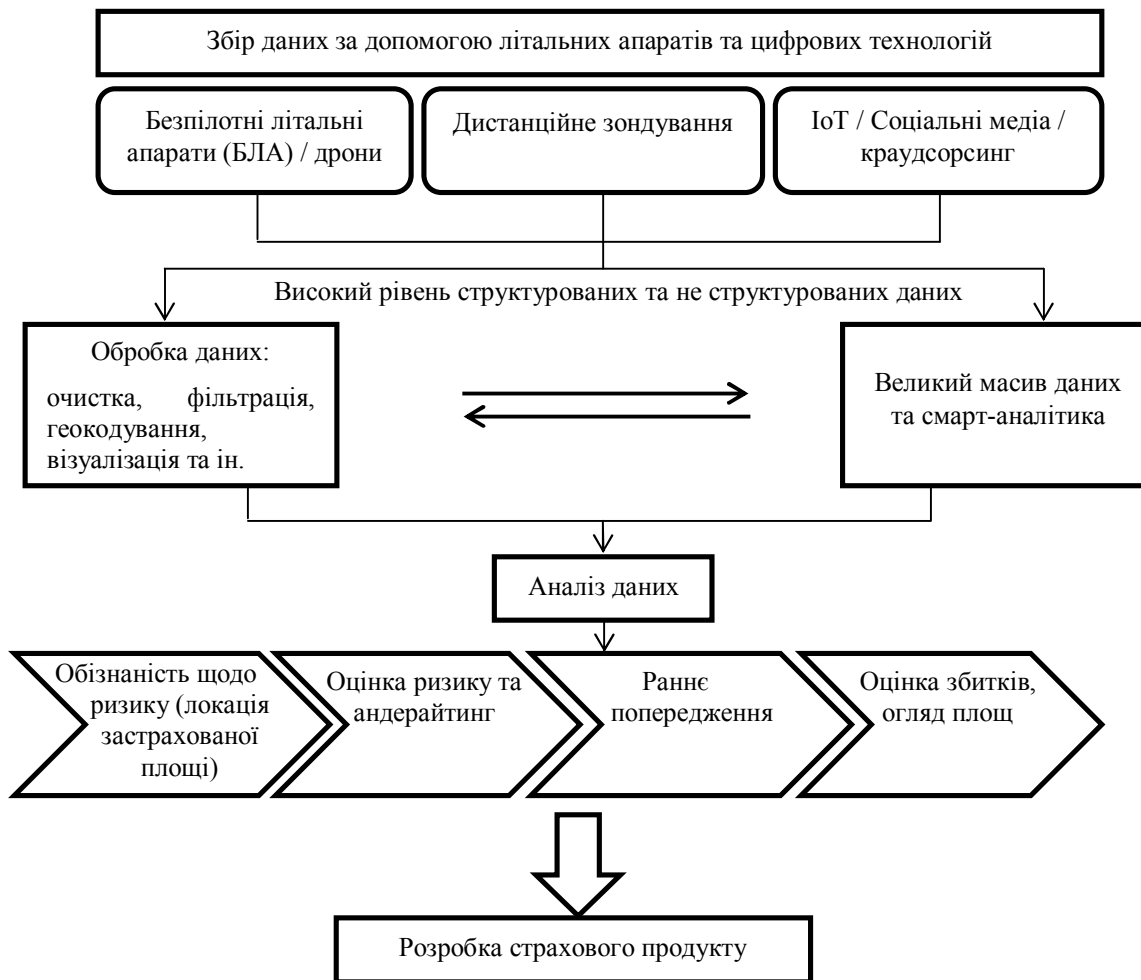 Збір даних за допомогою літальних апаратів та цифрових технологій
Безпілотні літальні
апарати (БЛА) / дрони
Дистанційне зондування
IoT / Соціальні медіа /
краудсорсинг
Високий рівень структурованих та не структурованих даних
Обробка даних:
очистка, фільтрація,
геокодування,
візуалізація та ін.
Великий масив даних
та смарт-аналітика
Аналіз даних
Обізнаність щодо
ризику (локація
застрахованої
площі)
Оцінка ризику та
андерайтинг
Раннє
попередження
Оцінка збитків,
огляд площ
Розробка страхового продукту